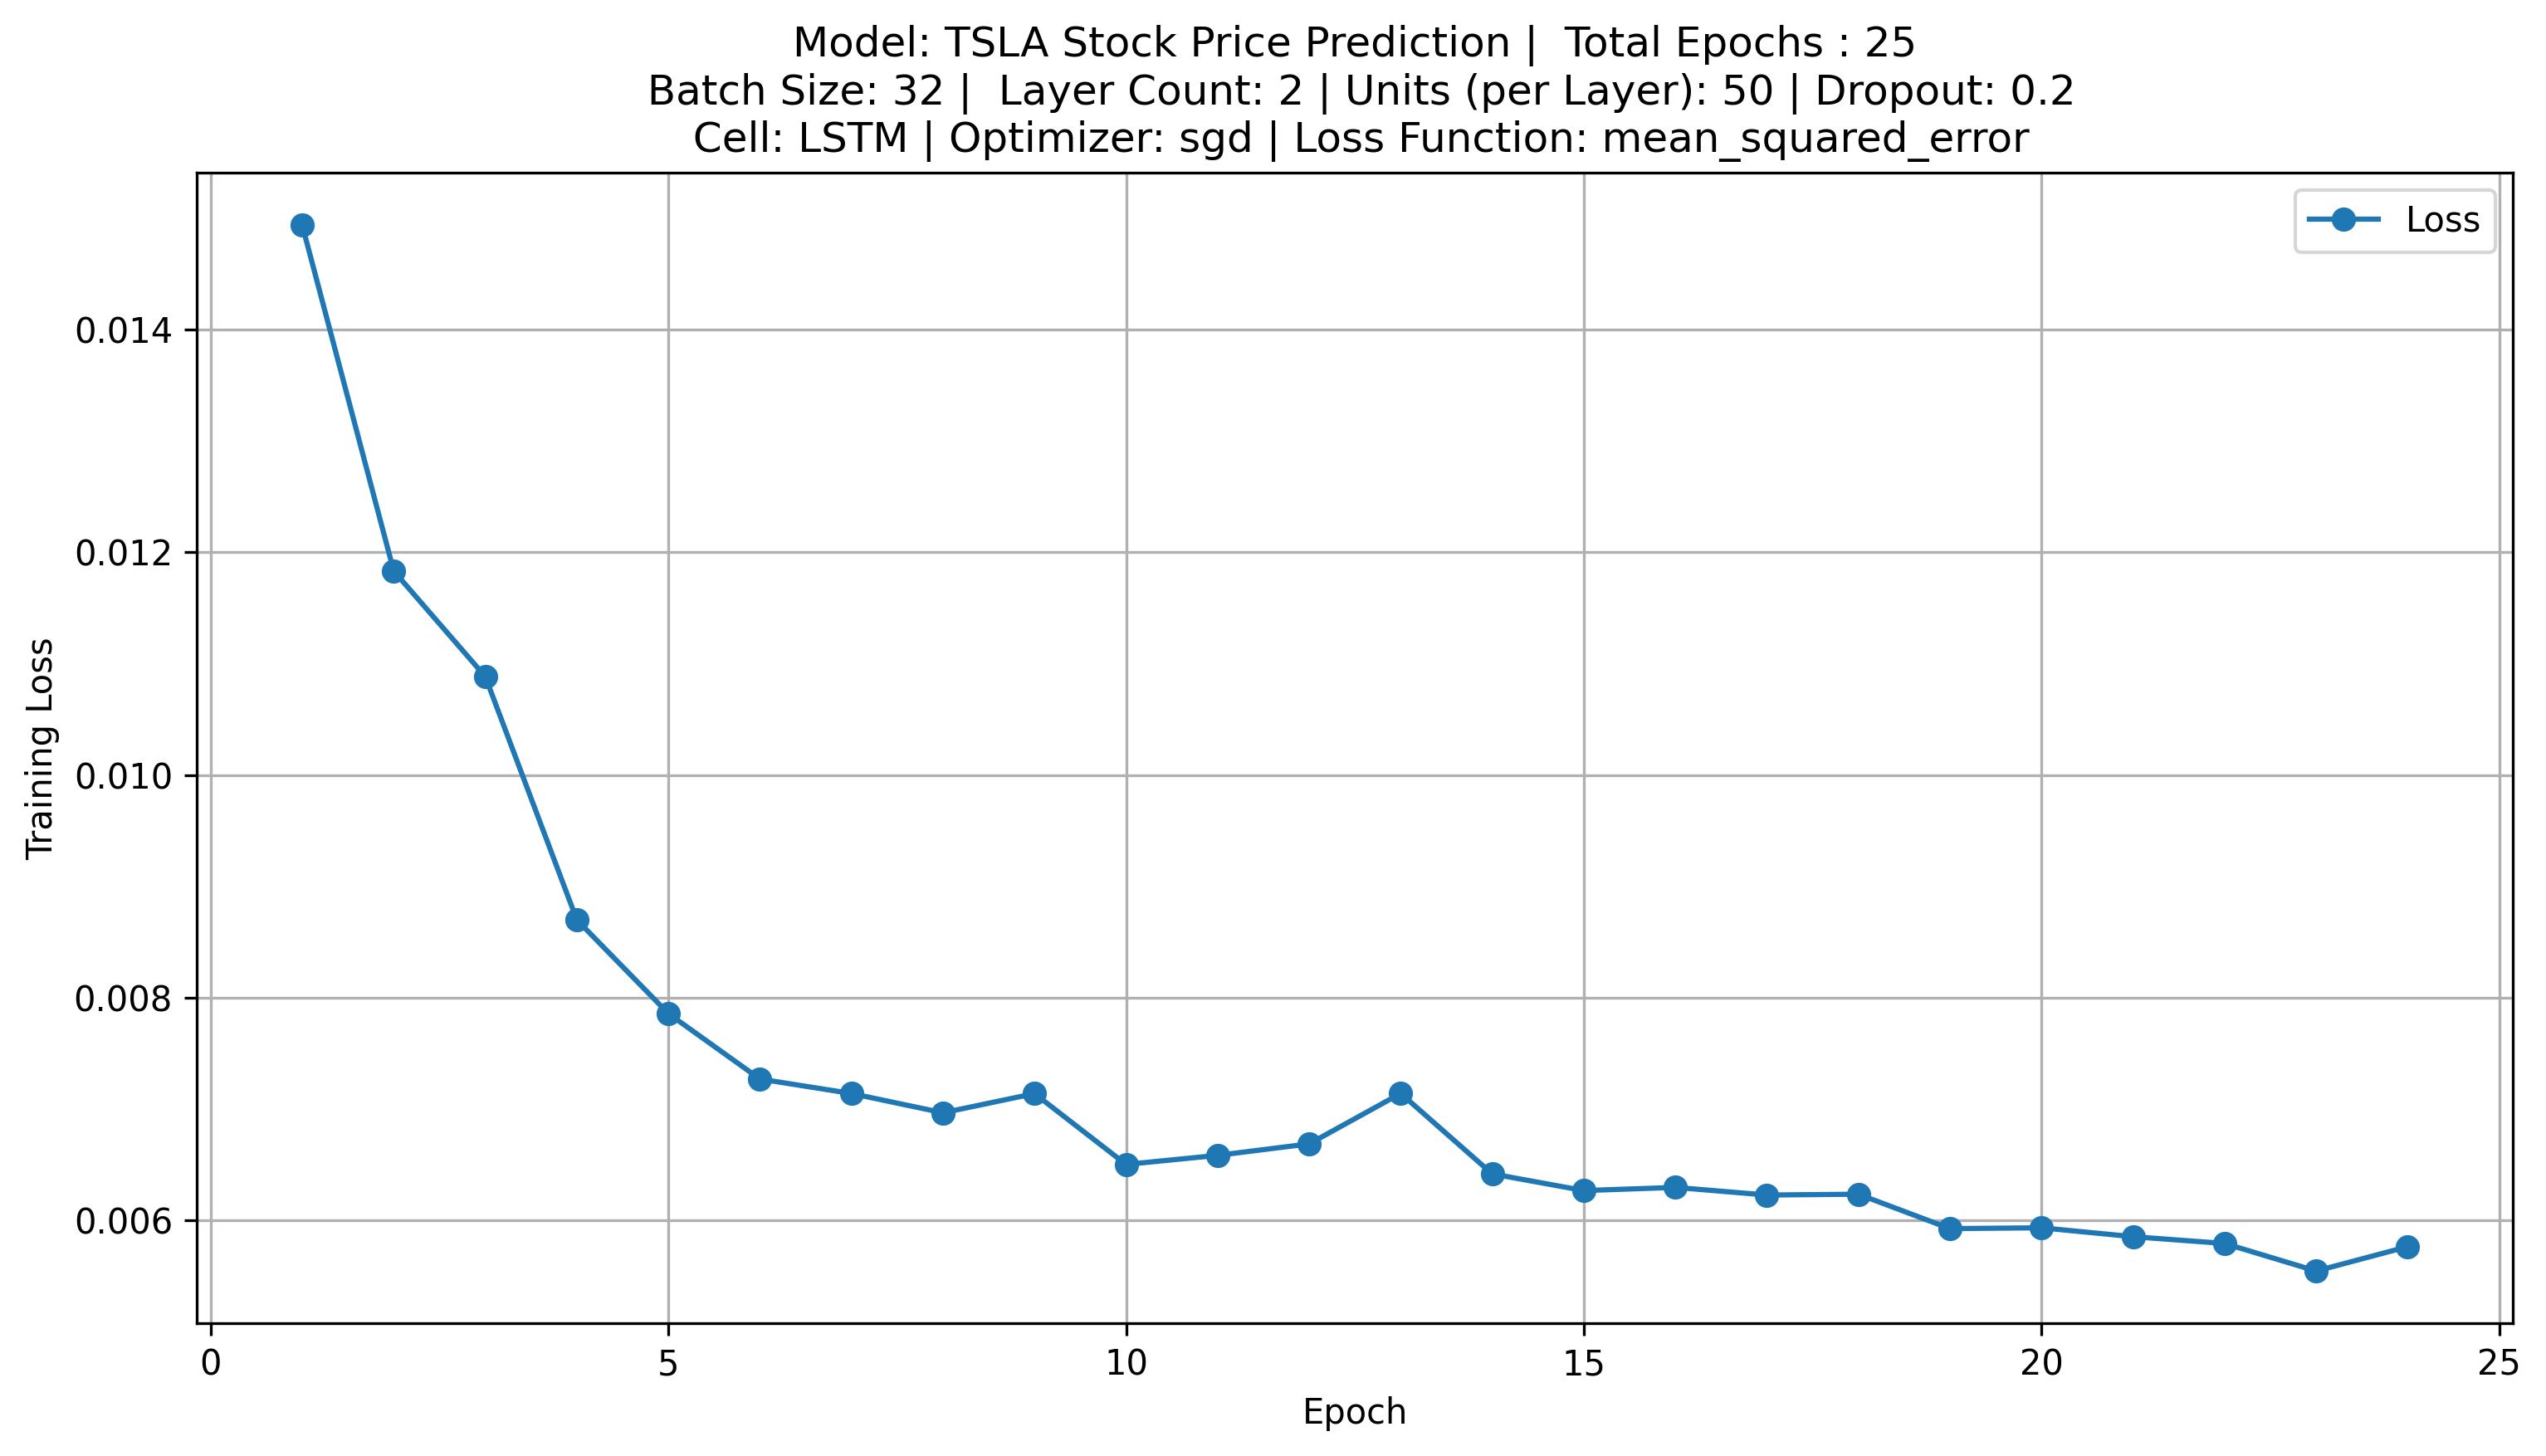 Model: TSLA Stock Price Prediction |  Total Epochs : 25
Batch Size: 32 |  Layer Count: 2 | Units (per Layer): 50 | Dropout: 0.2
Cell: LSTM | Optimizer: sgd | Loss Function: mean_squared_error
Loss
0.014
0.012
0.010
0.008
0.006
Training Loss
0 5 10 15 20 25
Epoch